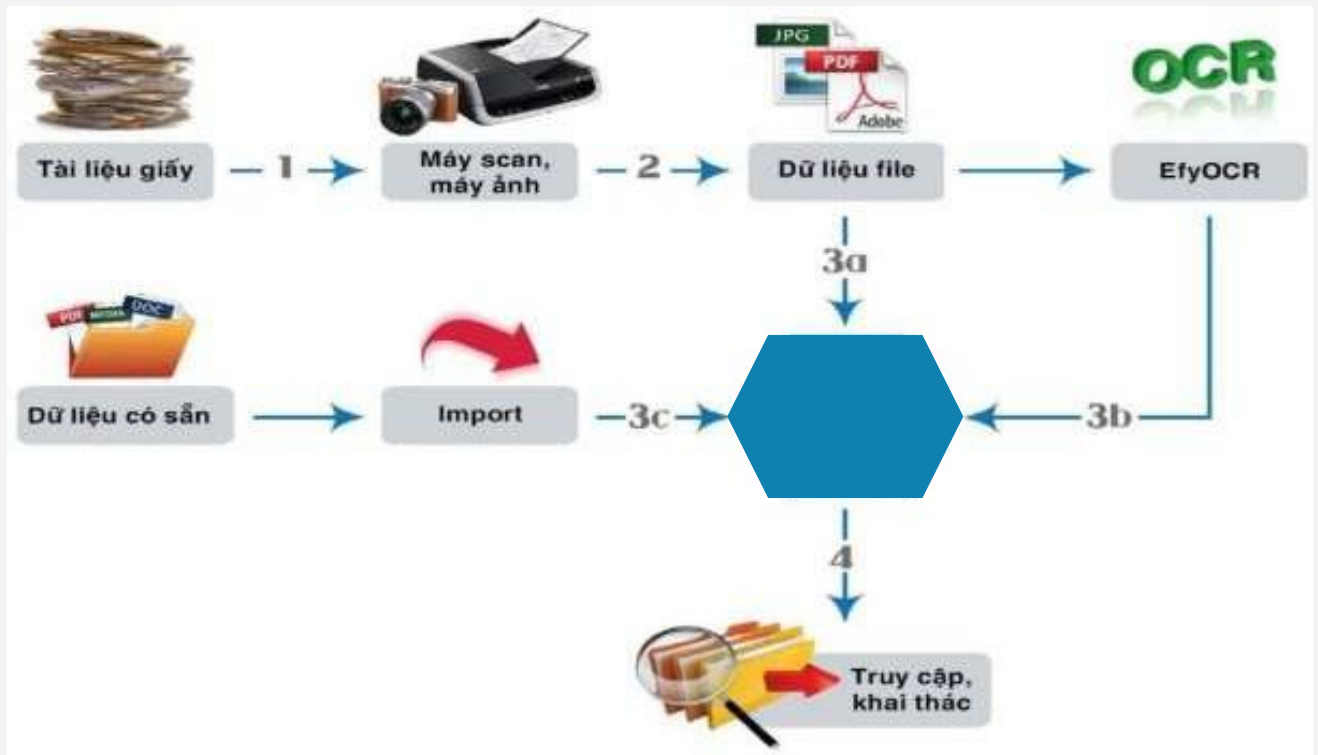 JPG
PDF
Adobe
OCR
Tài liệu giấy
1
Máy scan,
máy ảnh
2
Dữ liệu file
EfyOCR
3a
PDF
MEDIA
DOC
Dữ liệu có sẵn
Import
3c
3b
4
Truy cập,
khai thác